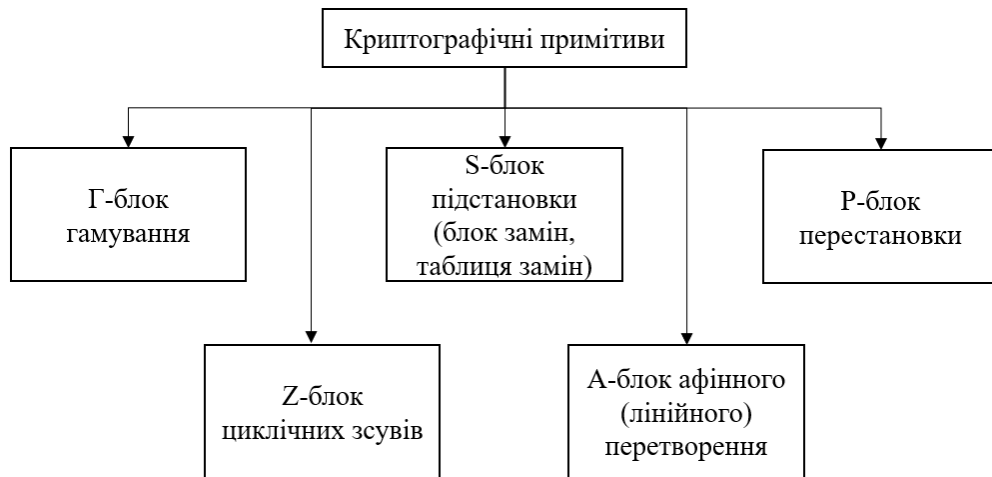 Криптографічні примітиви
Г-блок
гамування
S-блок
підстановки
(блок замін,
таблиця замін)
P-блок
перестановки
Z-блок
циклічних зсувів
А-блок афінного
(лінійного)
перетворення